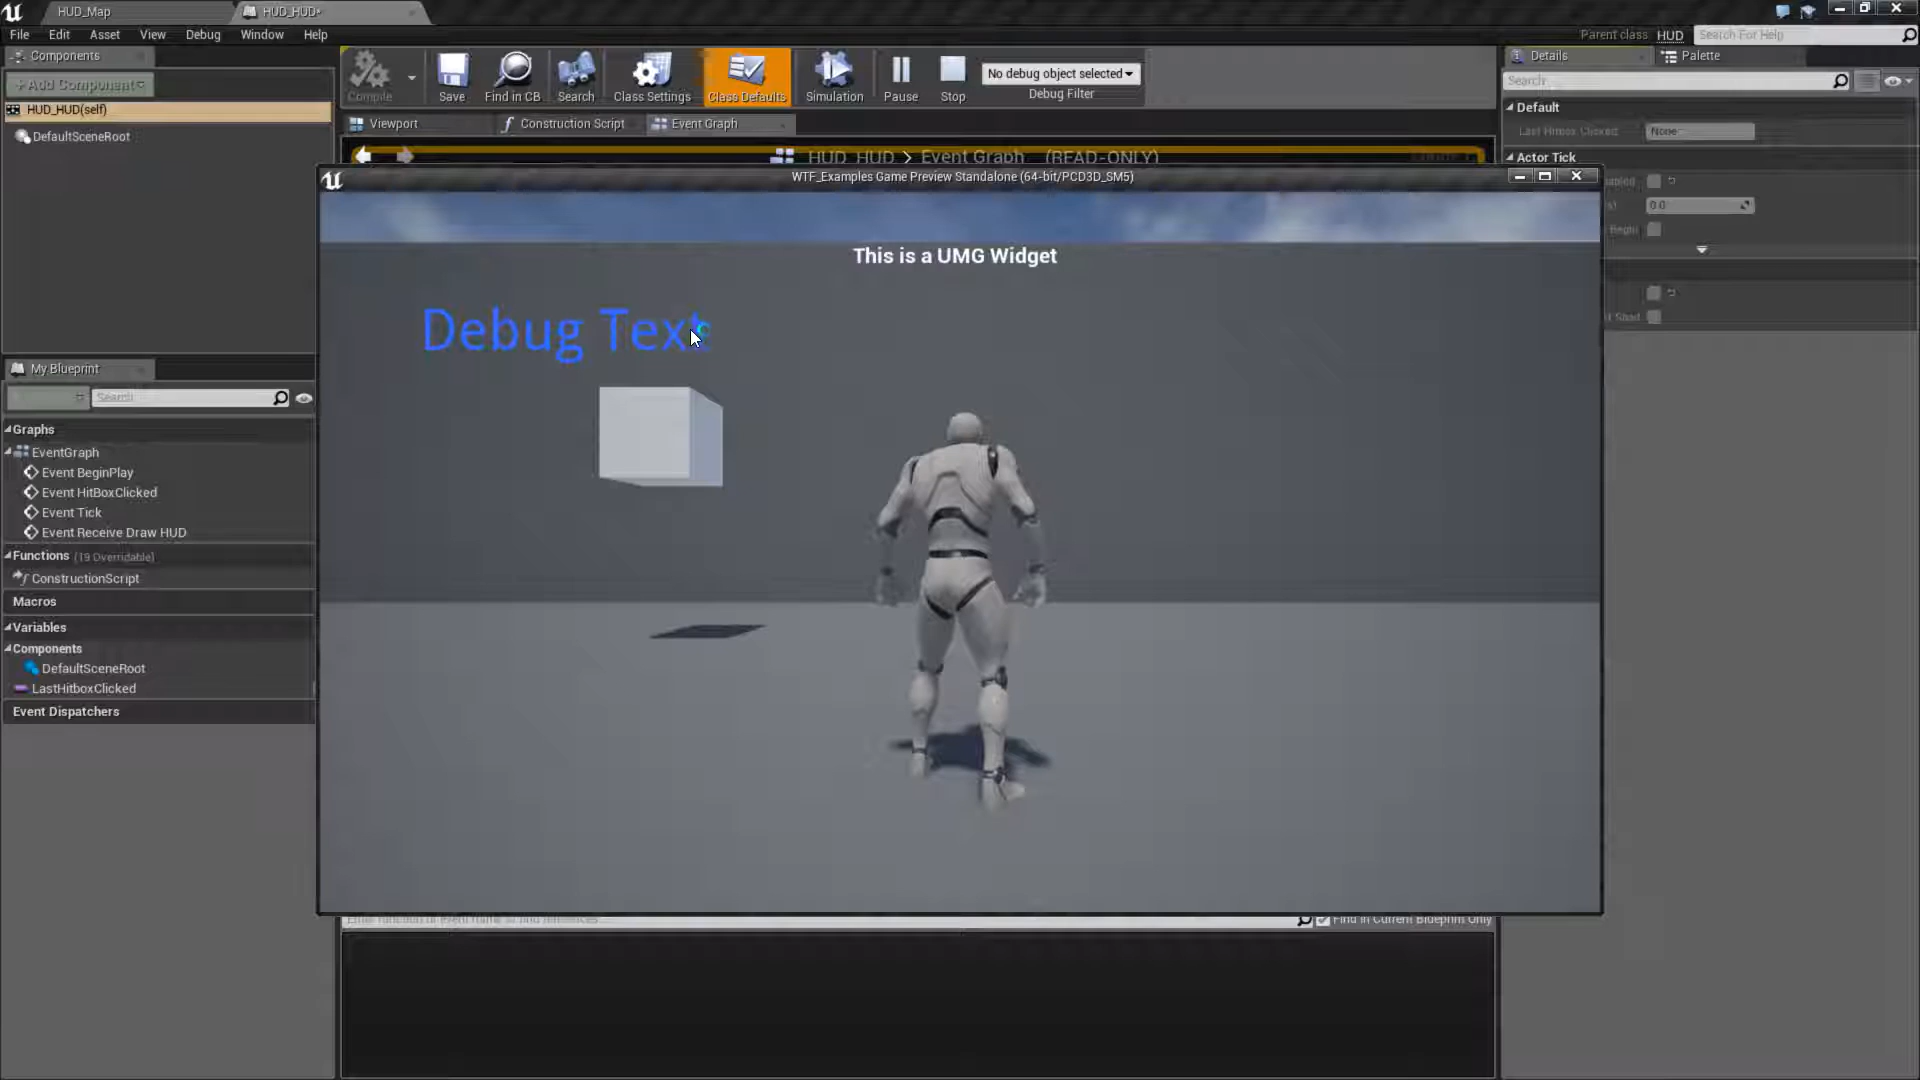 HUD_Map
HUD_HUD*
File Edit Asset View Debug Window Help
Parent class HUD
Search For Help
Components
+Add Component
HUD_HUD(self)
DefaultSceneRoot
Compile
Save
Find in CB
Search
Class Settings
Class Defaults
Simulation
Pause
Stop
No debug object selected
Debug Filter
Viewport
Construction Script
Event Graph
HUD_HUD > Event Graph (READ-ONLY)
WTF_Examples Game Preview Standalone (64-bit/PCD3D_SM5)
This is a UMG Widget
Debug Text
Details
Palette
Search
Default
Last Hitbox Clicked
None
Actor Tick
0.0
My Blueprint
Search
Graphs
EventGraph
Event BeginPlay
Event HitBoxClicked
Event Tick
Event Receive Draw HUD
Functions (19 Overridable)
ConstructionScript
Macros
Variables
Components
DefaultSceneRoot
LastHitboxClicked
Event Dispatchers
Find in Current Blueprint Only